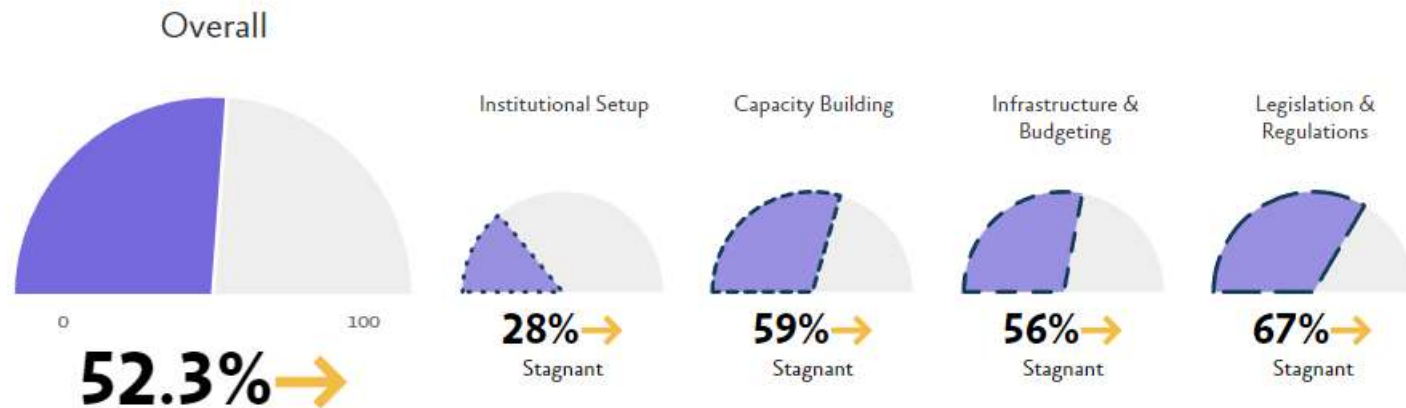 Overall
0
100
52.3%→
Institutional Setup
28%→
Stagnant
Capacity Building
59%→
Stagnant
Infrastructure &
Budgeting
56%→
Stagnant
Legislation &
Regulations
67%→
Stagnant